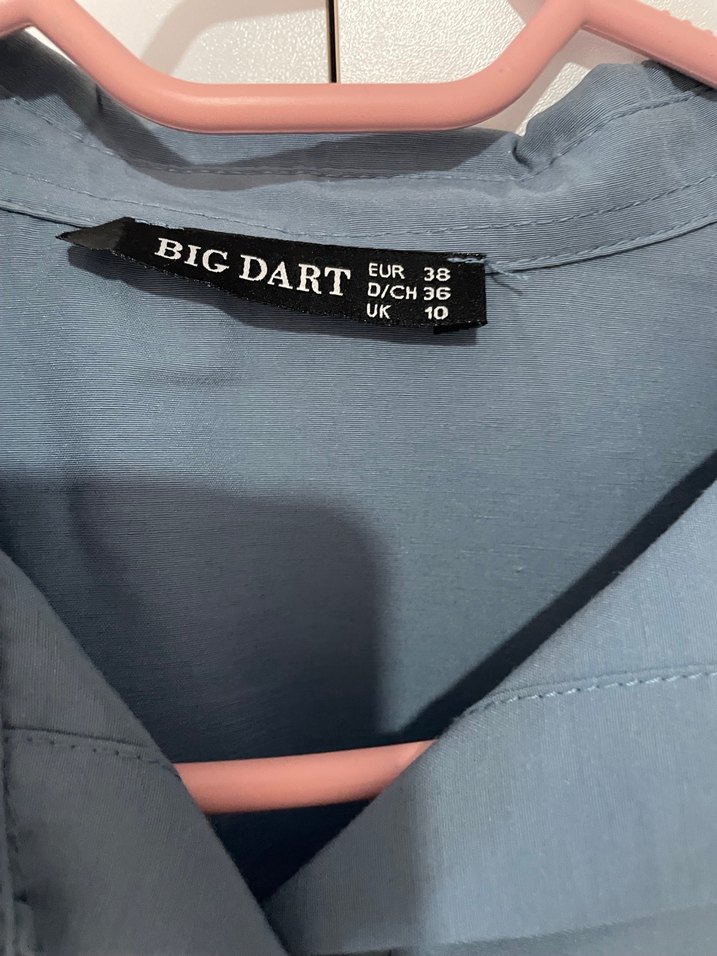 BIG DART
EUR 38
D/CH 36
UK 10